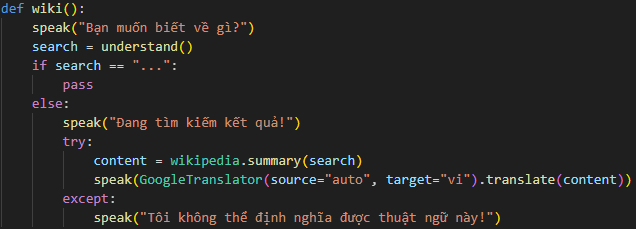 def wiki():
    speak("Bạn muốn biết về gì?")
    search = understand()
    if search == "...":
        pass
    else:
        speak("Đang tìm kiếm kết quả!")
        try:
            content = wikipedia.summary(search)
            speak(GoogleTranslator(source="auto", target="vi").translate(content))
        except:
            speak("Tôi không thể định nghĩa được thuật ngữ này!")